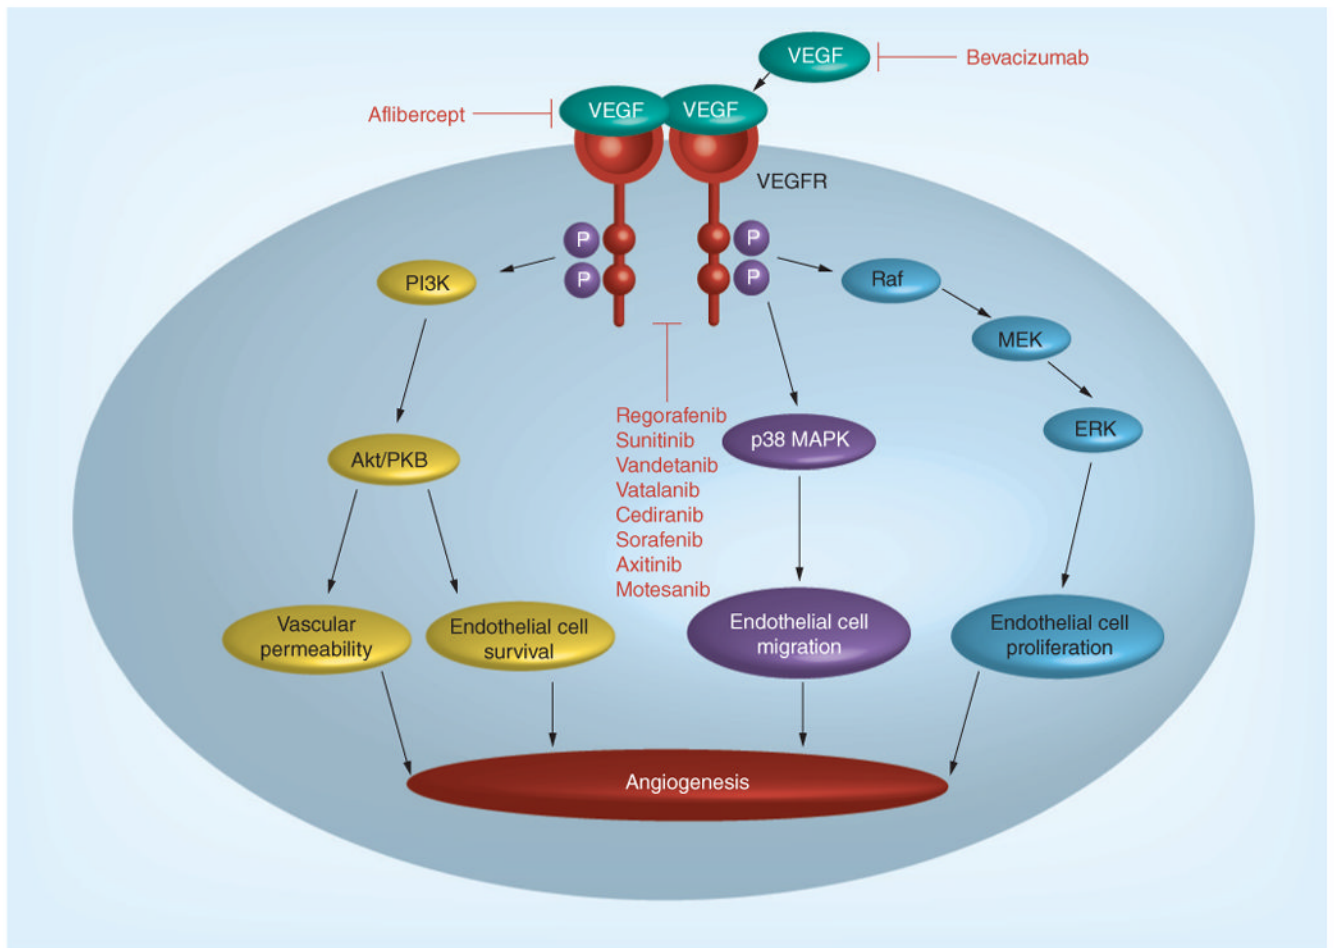 VEGF
Bevacizumab
Aflibercept
VEGF
VEGF
VEGFR
P
P
P
P
PI3K
Raf
MEK
Regorafenib
Sunitinib
Vandetanib
Vatalanib
Cediranib
Sorafenib
Axitinib
Motesanib
p38 MAPK
ERK
Akt/PKB
Vascular
permeability
Endothelial cell
survival
Endothelial cell
migration
Endothelial cell
proliferation
Angiogenesis